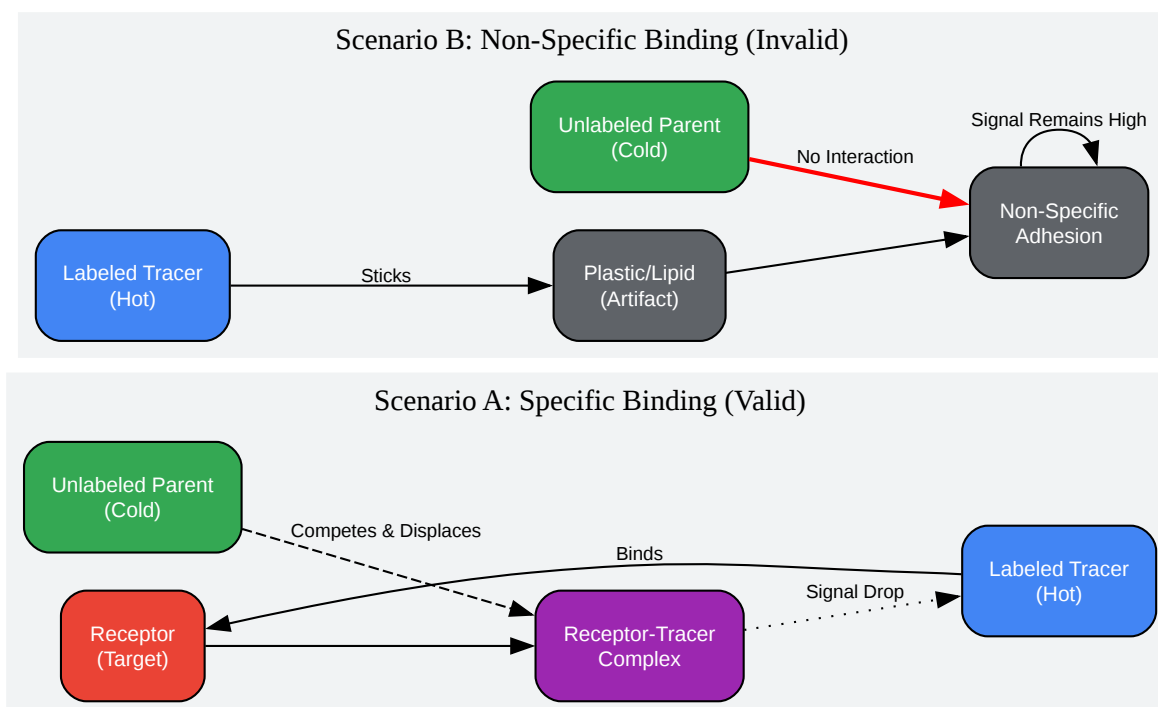 Scenario B: Non-Specific Binding (Invalid)
Unlabeled Parent
(Cold)
Signal Remains High
No Interaction
Non-Specific
Adhesion
Labeled Tracer
(Hot)
Sticks
Plastic/Lipid
(Artifact)
Scenario A: Specific Binding (Valid)
Unlabeled Parent
(Cold)
Competes & Displaces
Binds
Labeled Tracer
(Hot)
Signal Drop
Receptor
(Target)
Receptor-Tracer
Complex